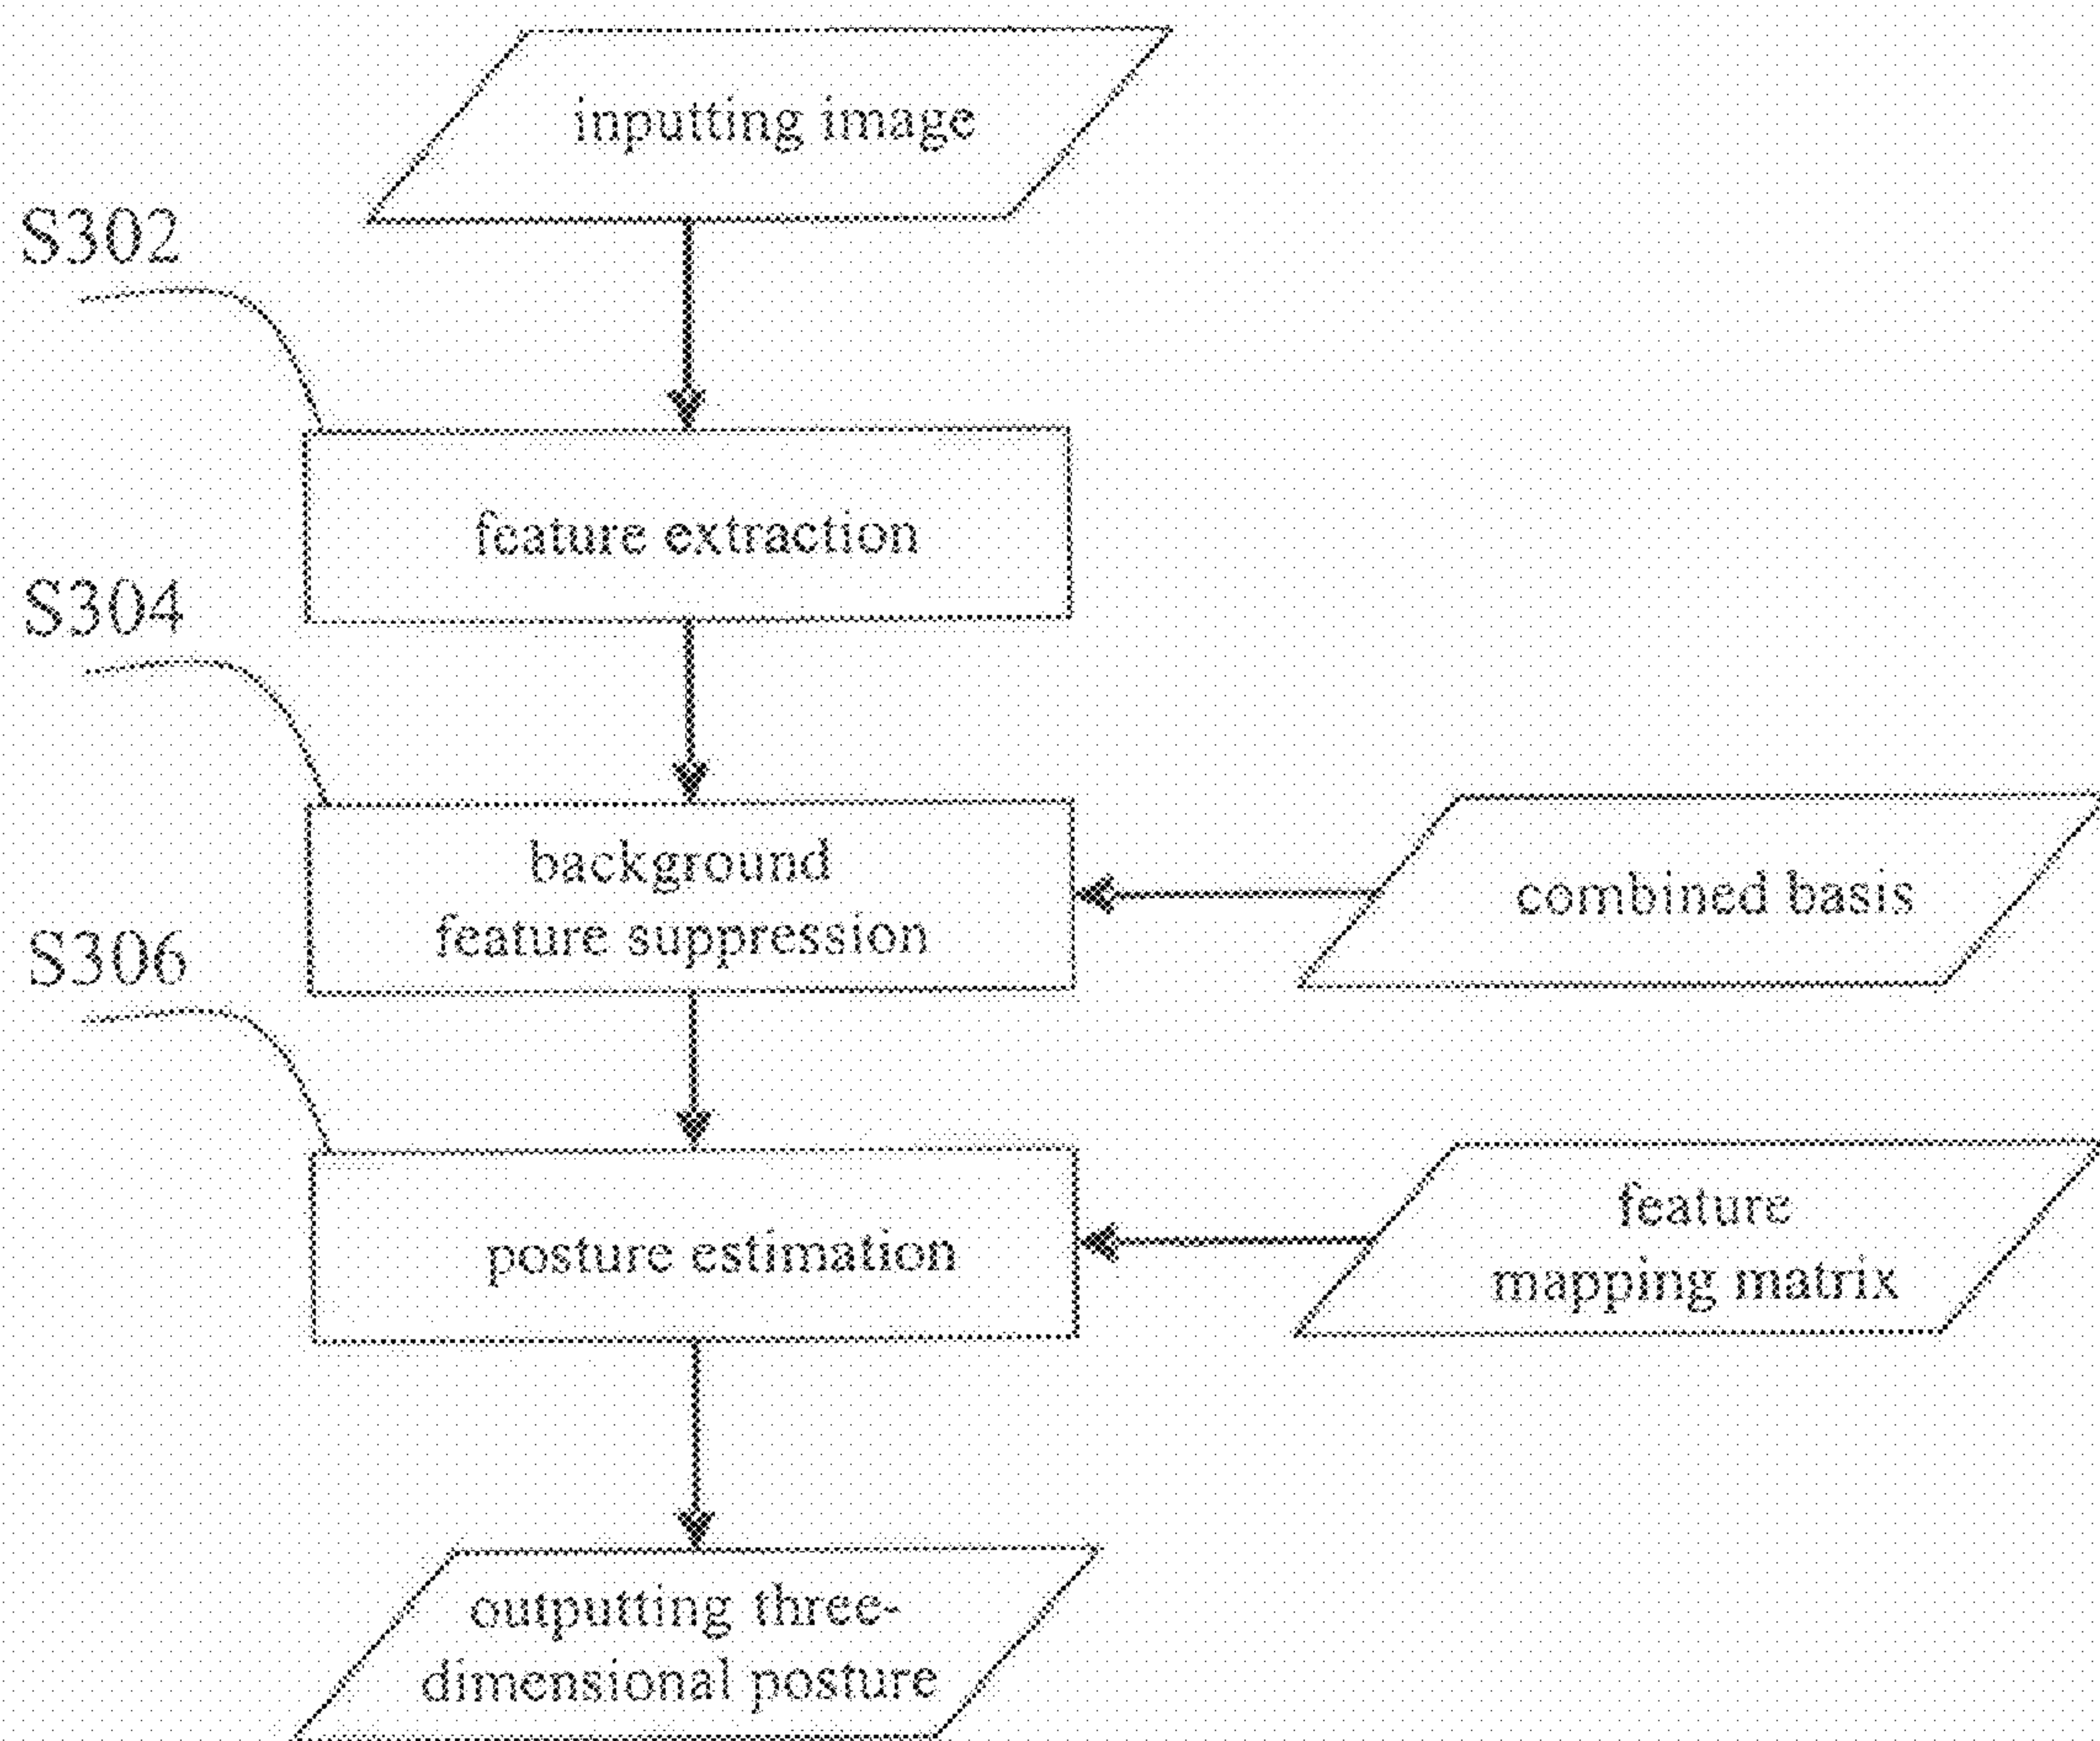 inputting image
S302
feature extraction
S304
background
feature suppression
combined basis
S306
posture estimation
feature
mapping matrix
outputting three-
dimensional posture